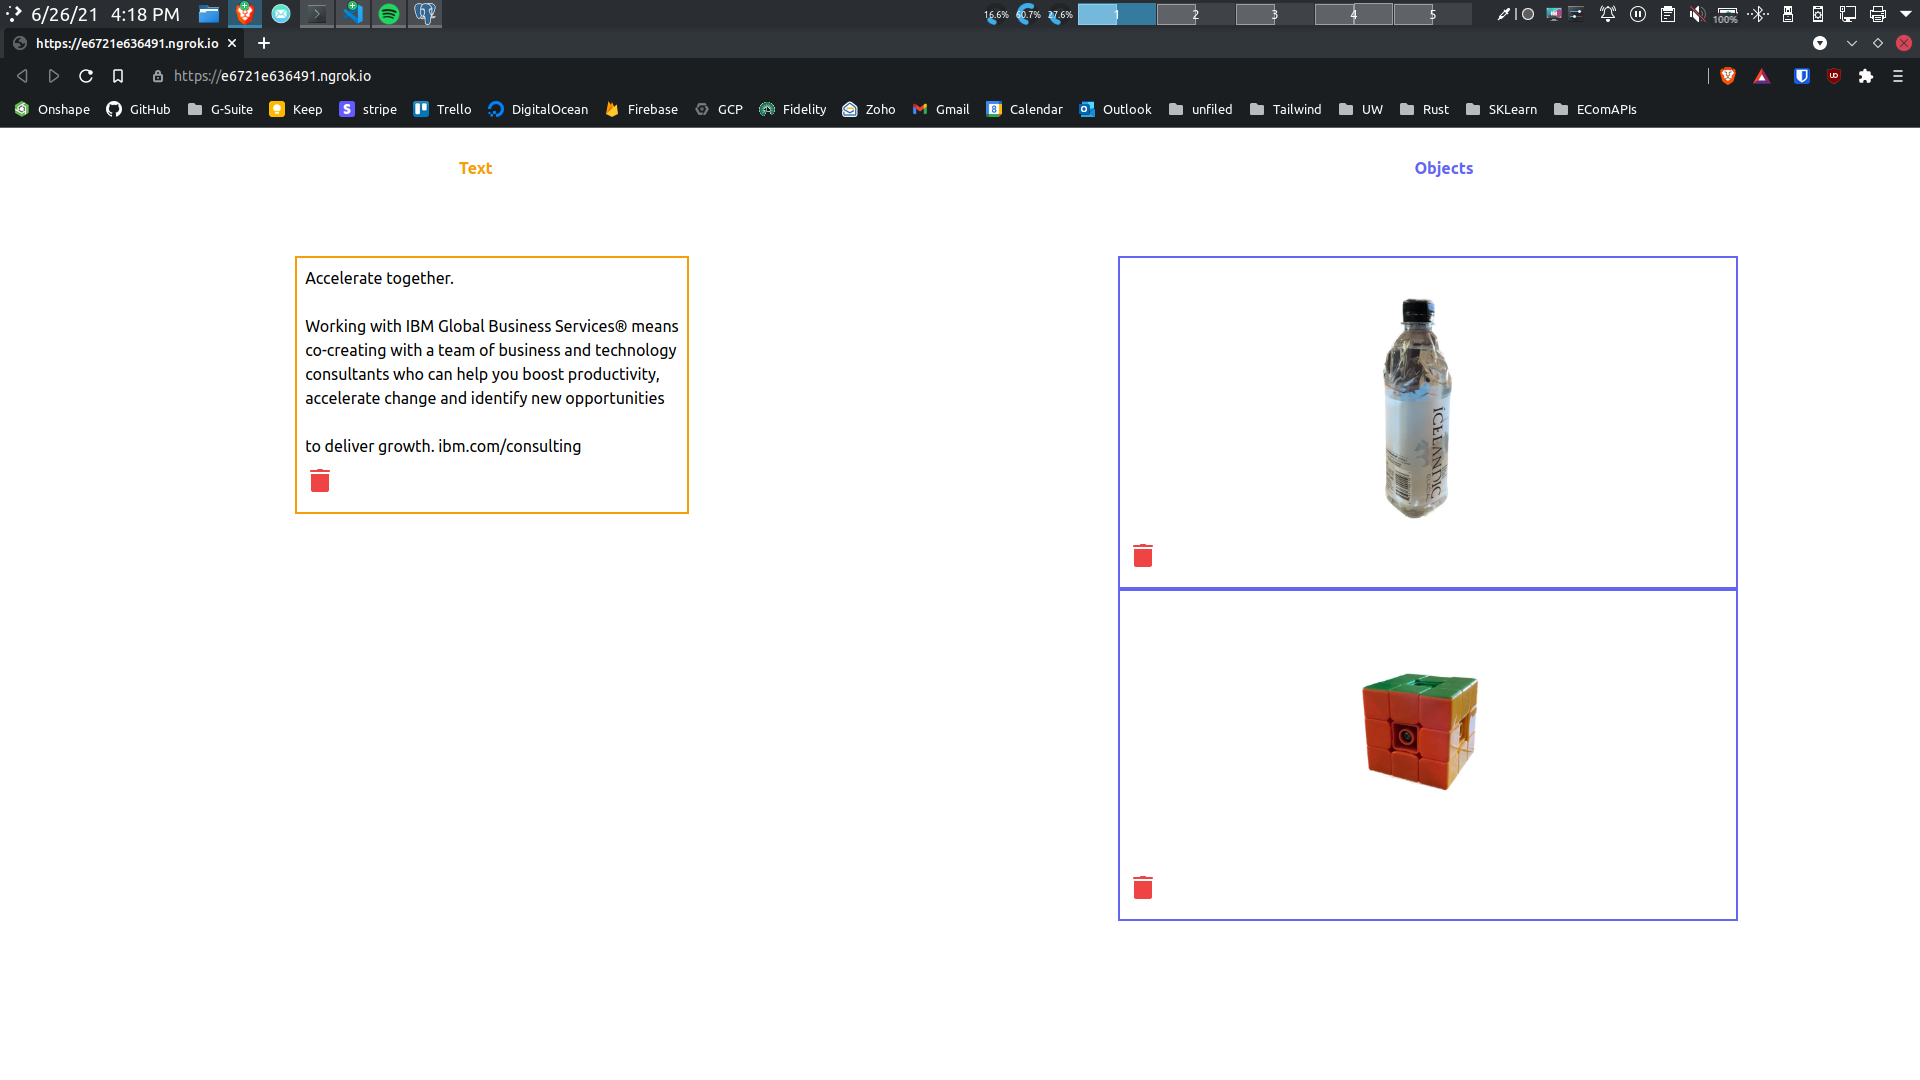 6/26/21 4:18 PM
16.6% 60.7% 27.6% 1 2 3 4 5 100%
https://e6721e636491.ngrok.io
https://e6721e636491.ngrok.io
Onshape GitHub G-Suite Keep stripe Trello DigitalOcean Firebase GCP Fidelity Zoho Gmail Calendar Outlook unfiled Tailwind UW Rust SKLearn EComAPIs
Text
Objects
Accelerate together.
Working with IBM Global Business Services® means
co-creating with a team of business and technology
consultants who can help you boost productivity,
accelerate change and identify new opportunities
to deliver growth. ibm.com/consulting
ICELANDIC